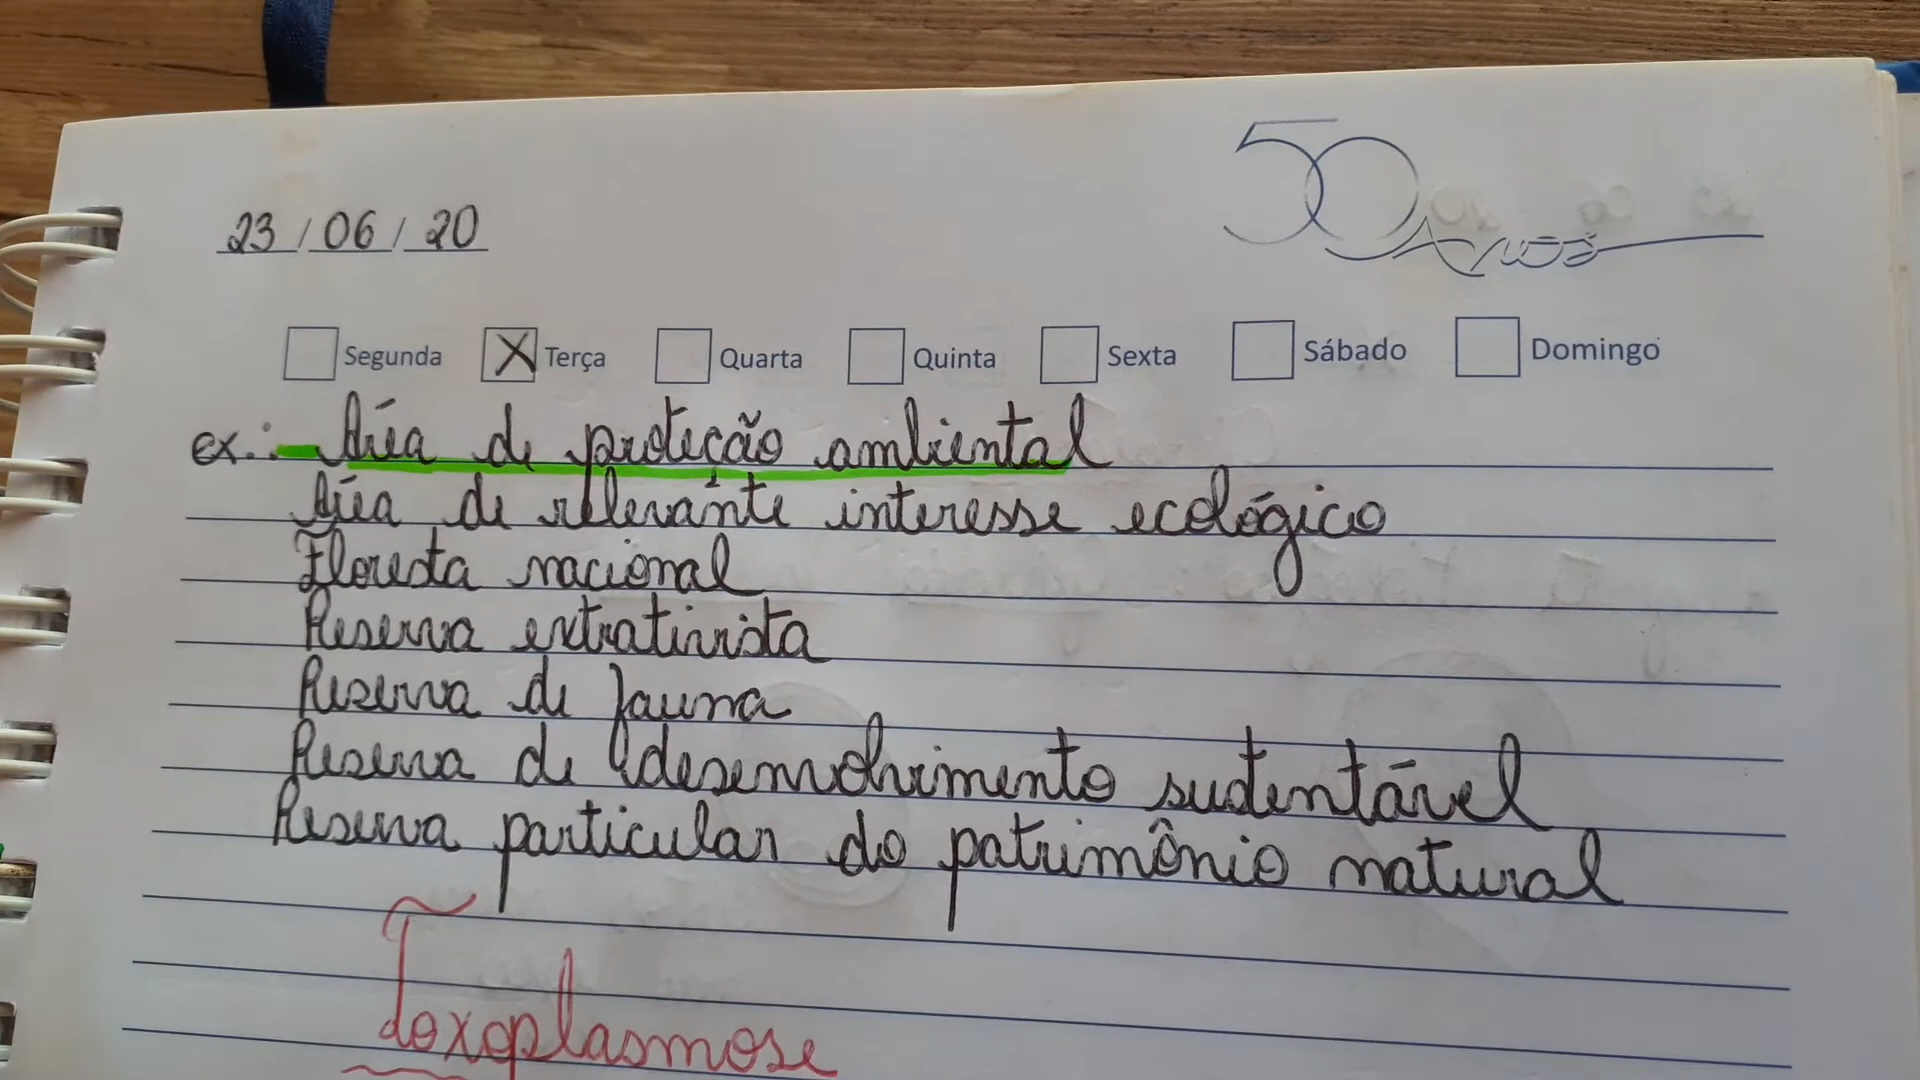 50 Anos
23/06/20
Segunda X Terça Quarta Quinta Sexta Sábado Domingo
ex.: - Área de proteção ambiental
Área de relevante interesse ecológico
Floresta nacional
Reserva extrativista
Reserva de fauna
Reserva de desenvolvimento sustentável
Reserva particular do patrimônio natural
Toxoplasmose